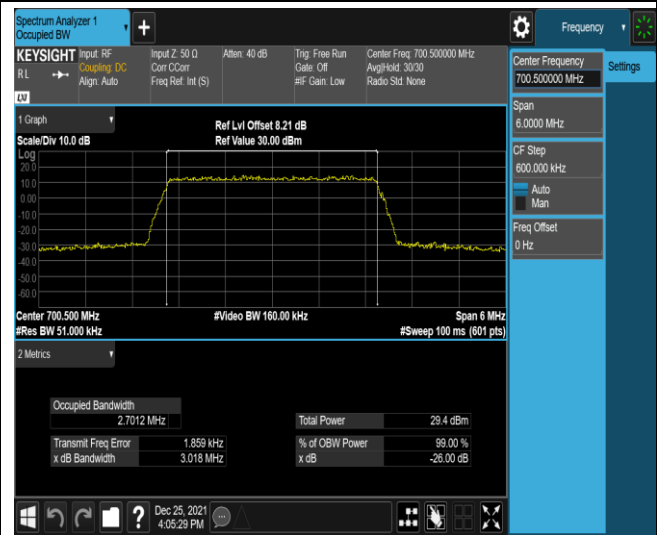 Spectrum Analyzer 1
Occupied BW
+
Frequency
KEYSIGHT
R L
Input: RF
Coupling: DC
Align: Auto
Input Z: 50 Ω
Corr CCorr
Freq Ref: Int (S)
Atten: 40 dB
Trig: Free Run
Gate: Off
#IF Gain: Low
Center Freq: 700.500000 MHz
Avg|Hold: 30/30
Radio Std: None
Center Frequency
700.500000 MHz
Settings
Span
6.0000 MHz
CF Step
600.000 kHz
Auto
Man
Freq Offset
0 Hz
1 Graph
Scale/Div 10.0 dB
Ref Lvl Offset 8.21 dB
Ref Value 30.00 dBm
Log
20.0
10.0
0.00
-10.0
-20.0
-30.0
-40.0
-50.0
-60.0
Center 700.500 MHz
#Res BW 51.000 kHz
#Video BW 160.00 kHz
Span 6 MHz
#Sweep 100 ms (601 pts)
2 Metrics
Occupied Bandwidth
2.7012 MHz
Total Power 29.4 dBm
Transmit Freq Error 1.859 kHz % of OBW Power 99.00 %
x dB Bandwidth 3.018 MHz x dB -26.00 dB
?
Dec 25, 2021
4:05:29 PM